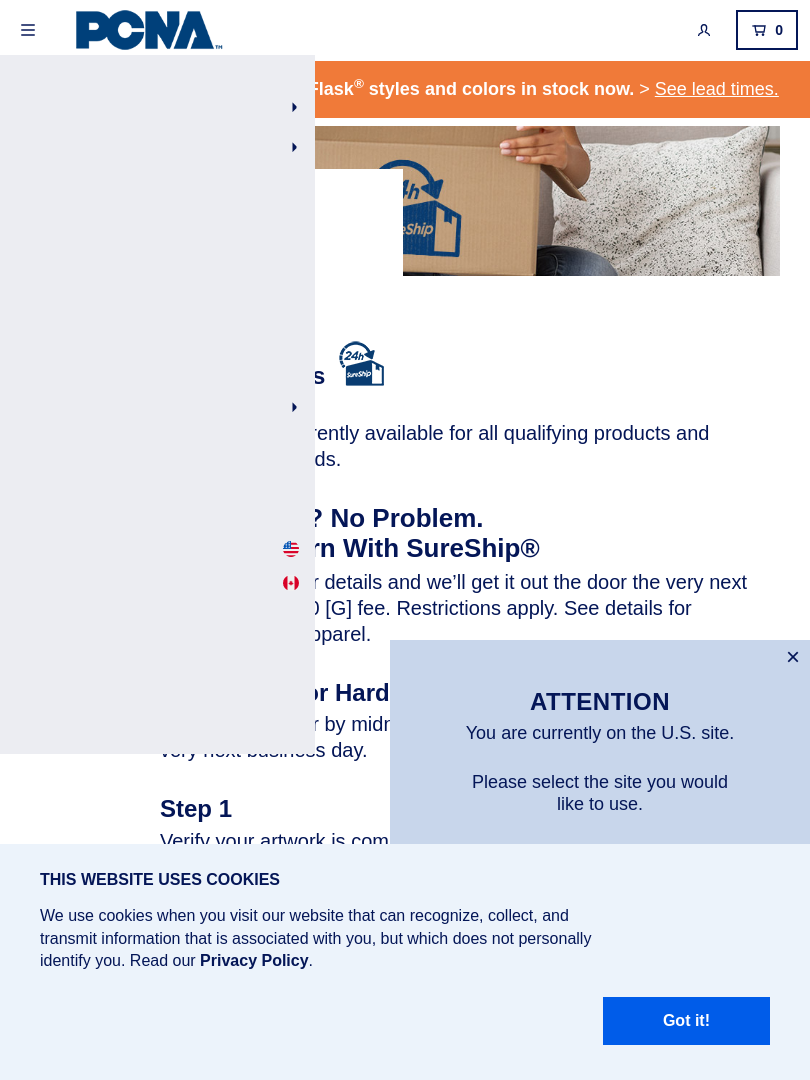 PCNA™
0
Flask® styles and colors in stock now. > See lead times.
24h
SureShip
s
24h
SureShip
rently available for all qualifying products and
ds.
? No Problem.
rn With SureShip®
r details and we’ll get it out the door the very next
0 [G] fee. Restrictions apply. See details for
apparel.
or Hard
r by midn
very next business day.
Step 1
Verify your artwork is com
×
ATTENTION
You are currently on the U.S. site.
Please select the site you would
like to use.
THIS WEBSITE USES COOKIES
We use cookies when you visit our website that can recognize, collect, and
transmit information that is associated with you, but which does not personally
identify you. Read our Privacy Policy.
Got it!